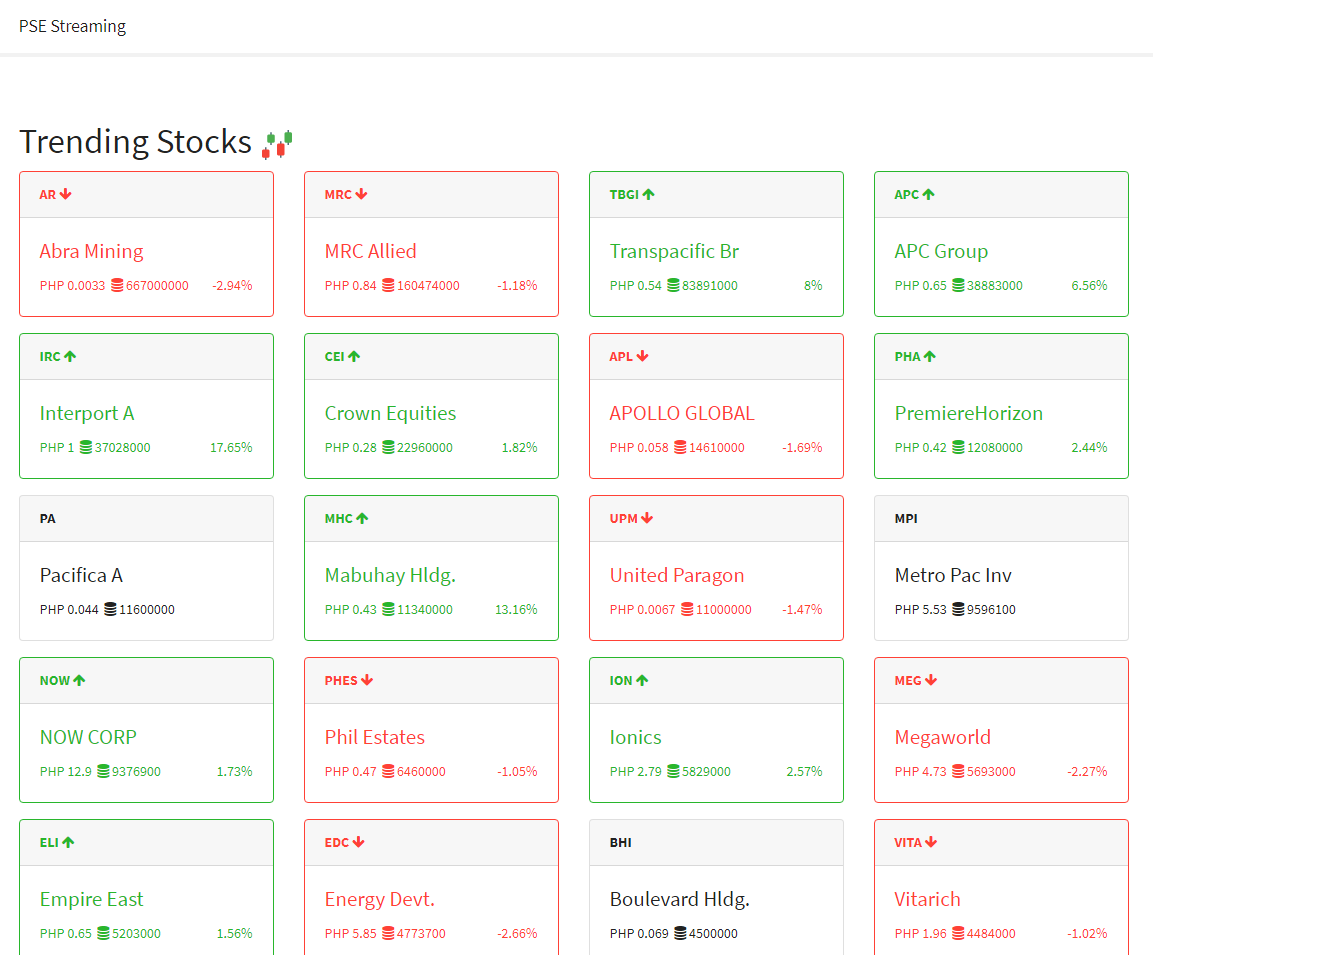 PSE Streaming
Trending Stocks
AR
Abra Mining
PHP 0.0033 667000000 -2.94%
MRC
MRC Allied
PHP 0.84 160474000 -1.18%
TBGI
Transpacific Br
PHP 0.54 83891000 8%
APC
APC Group
PHP 0.65 38883000 6.56%
IRC
Interport A
PHP 1 37028000 17.65%
CEI
Crown Equities
PHP 0.28 22960000 1.82%
APL
APOLLO GLOBAL
PHP 0.058 14610000 -1.69%
PHA
PremiereHorizon
PHP 0.42 12080000 2.44%
PA
Pacifica A
PHP 0.044 11600000
MHC
Mabuhay Hldg.
PHP 0.43 11340000 13.16%
UPM
United Paragon
PHP 0.0067 11000000 -1.47%
MPI
Metro Pac Inv
PHP 5.53 9596100
NOW
NOW CORP
PHP 12.9 9376900 1.73%
PHES
Phil Estates
PHP 0.47 6460000 -1.05%
ION
Ionics
PHP 2.79 5829000 2.57%
MEG
Megaworld
PHP 4.73 5693000 -2.27%
ELI
Empire East
PHP 0.65 5203000 1.56%
EDC
Energy Devt.
PHP 5.85 4773700 -2.66%
BHI
Boulevard Hldg.
PHP 0.069 4500000
VITA
Vitarich
PHP 1.96 4484000 -1.02%